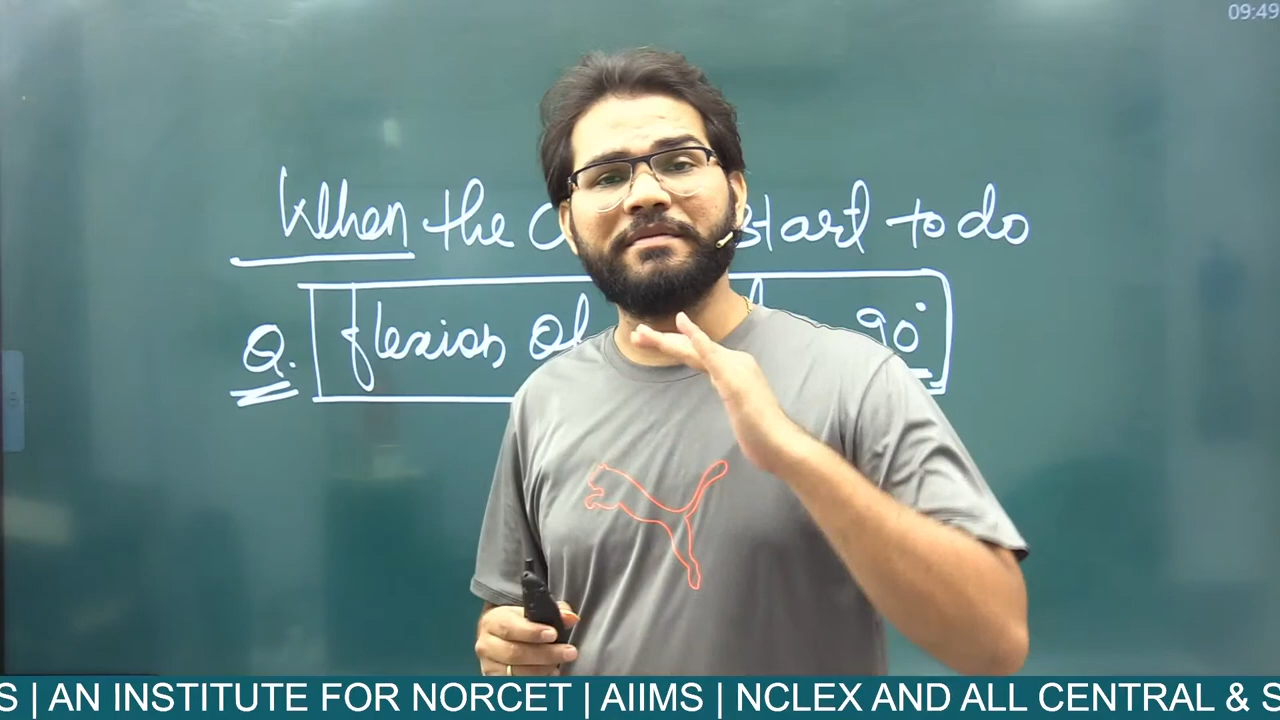 09:49
When the start to do
Q. flexion of 90°
S | AN INSTITUTE FOR NORCET | AIIMS | NCLEX AND ALL CENTRAL & S